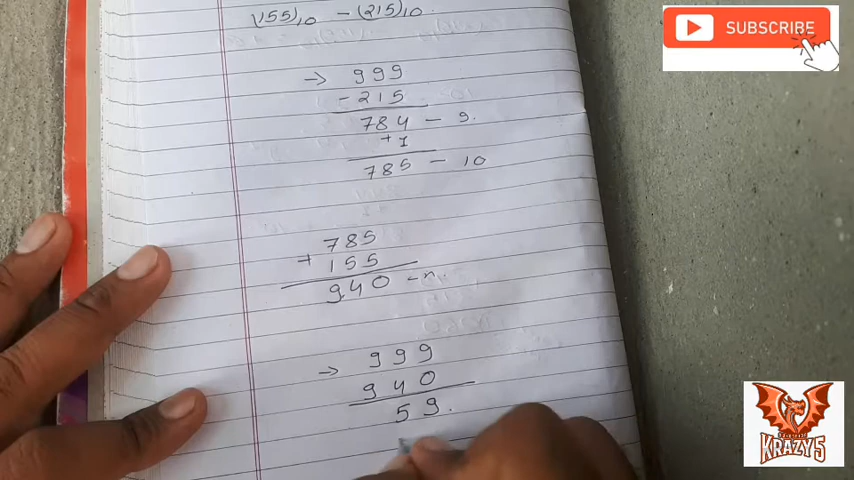 (155)10 - (215)10.
→ 999
- 215
784 - 9.
+ 1
785 - 10
785
+ 155
940 - n.
→ 999
940
59.
SUBSCRIBE
KRAZY5